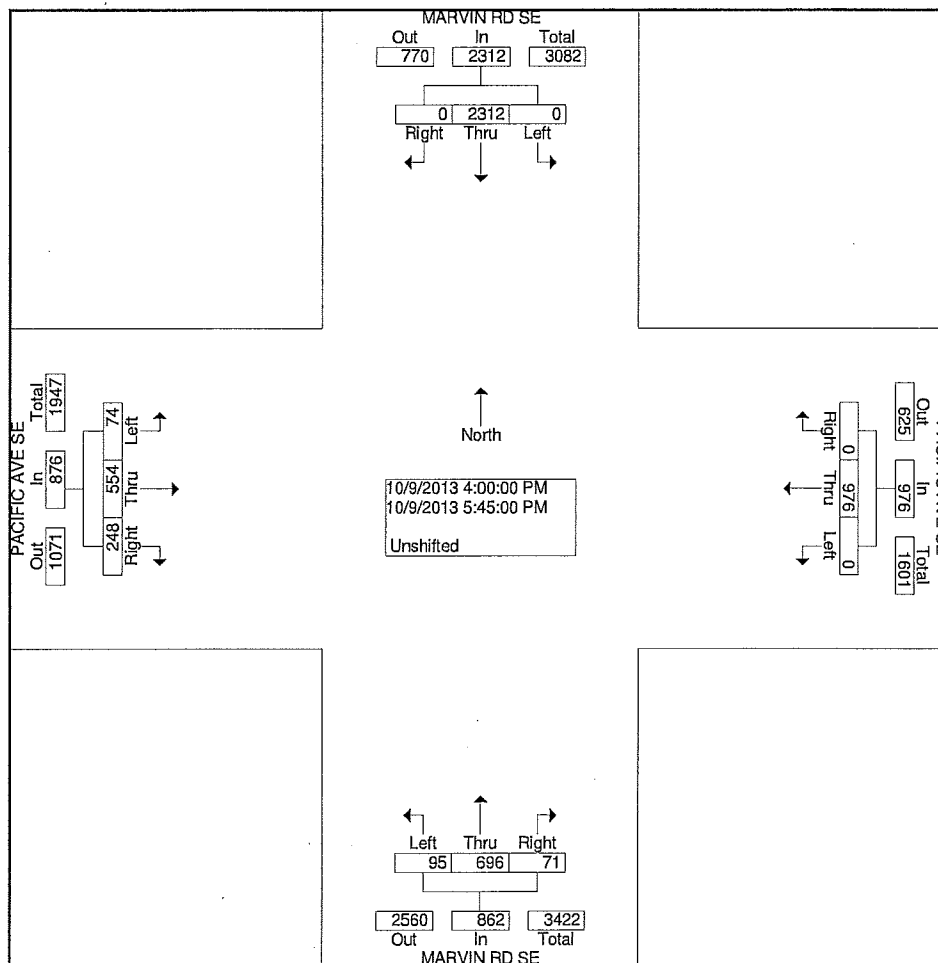 MARVIN RD SE
Out In Total
770 2312 3082
0 2312 0
Right Thru Left
PACIFIC AVE SE
Total In Out
1947 876 1071
74 554 248
Left Thru Right
North
10/9/2013 4:00:00 PM
10/9/2013 5:45:00 PM
Unshifted
Right Thru Left
0 976 0
Out In Total
625 976 1601
Left Thru Right
95 696 71
2560 862 3422
Out In Total
MARVIN RD SE